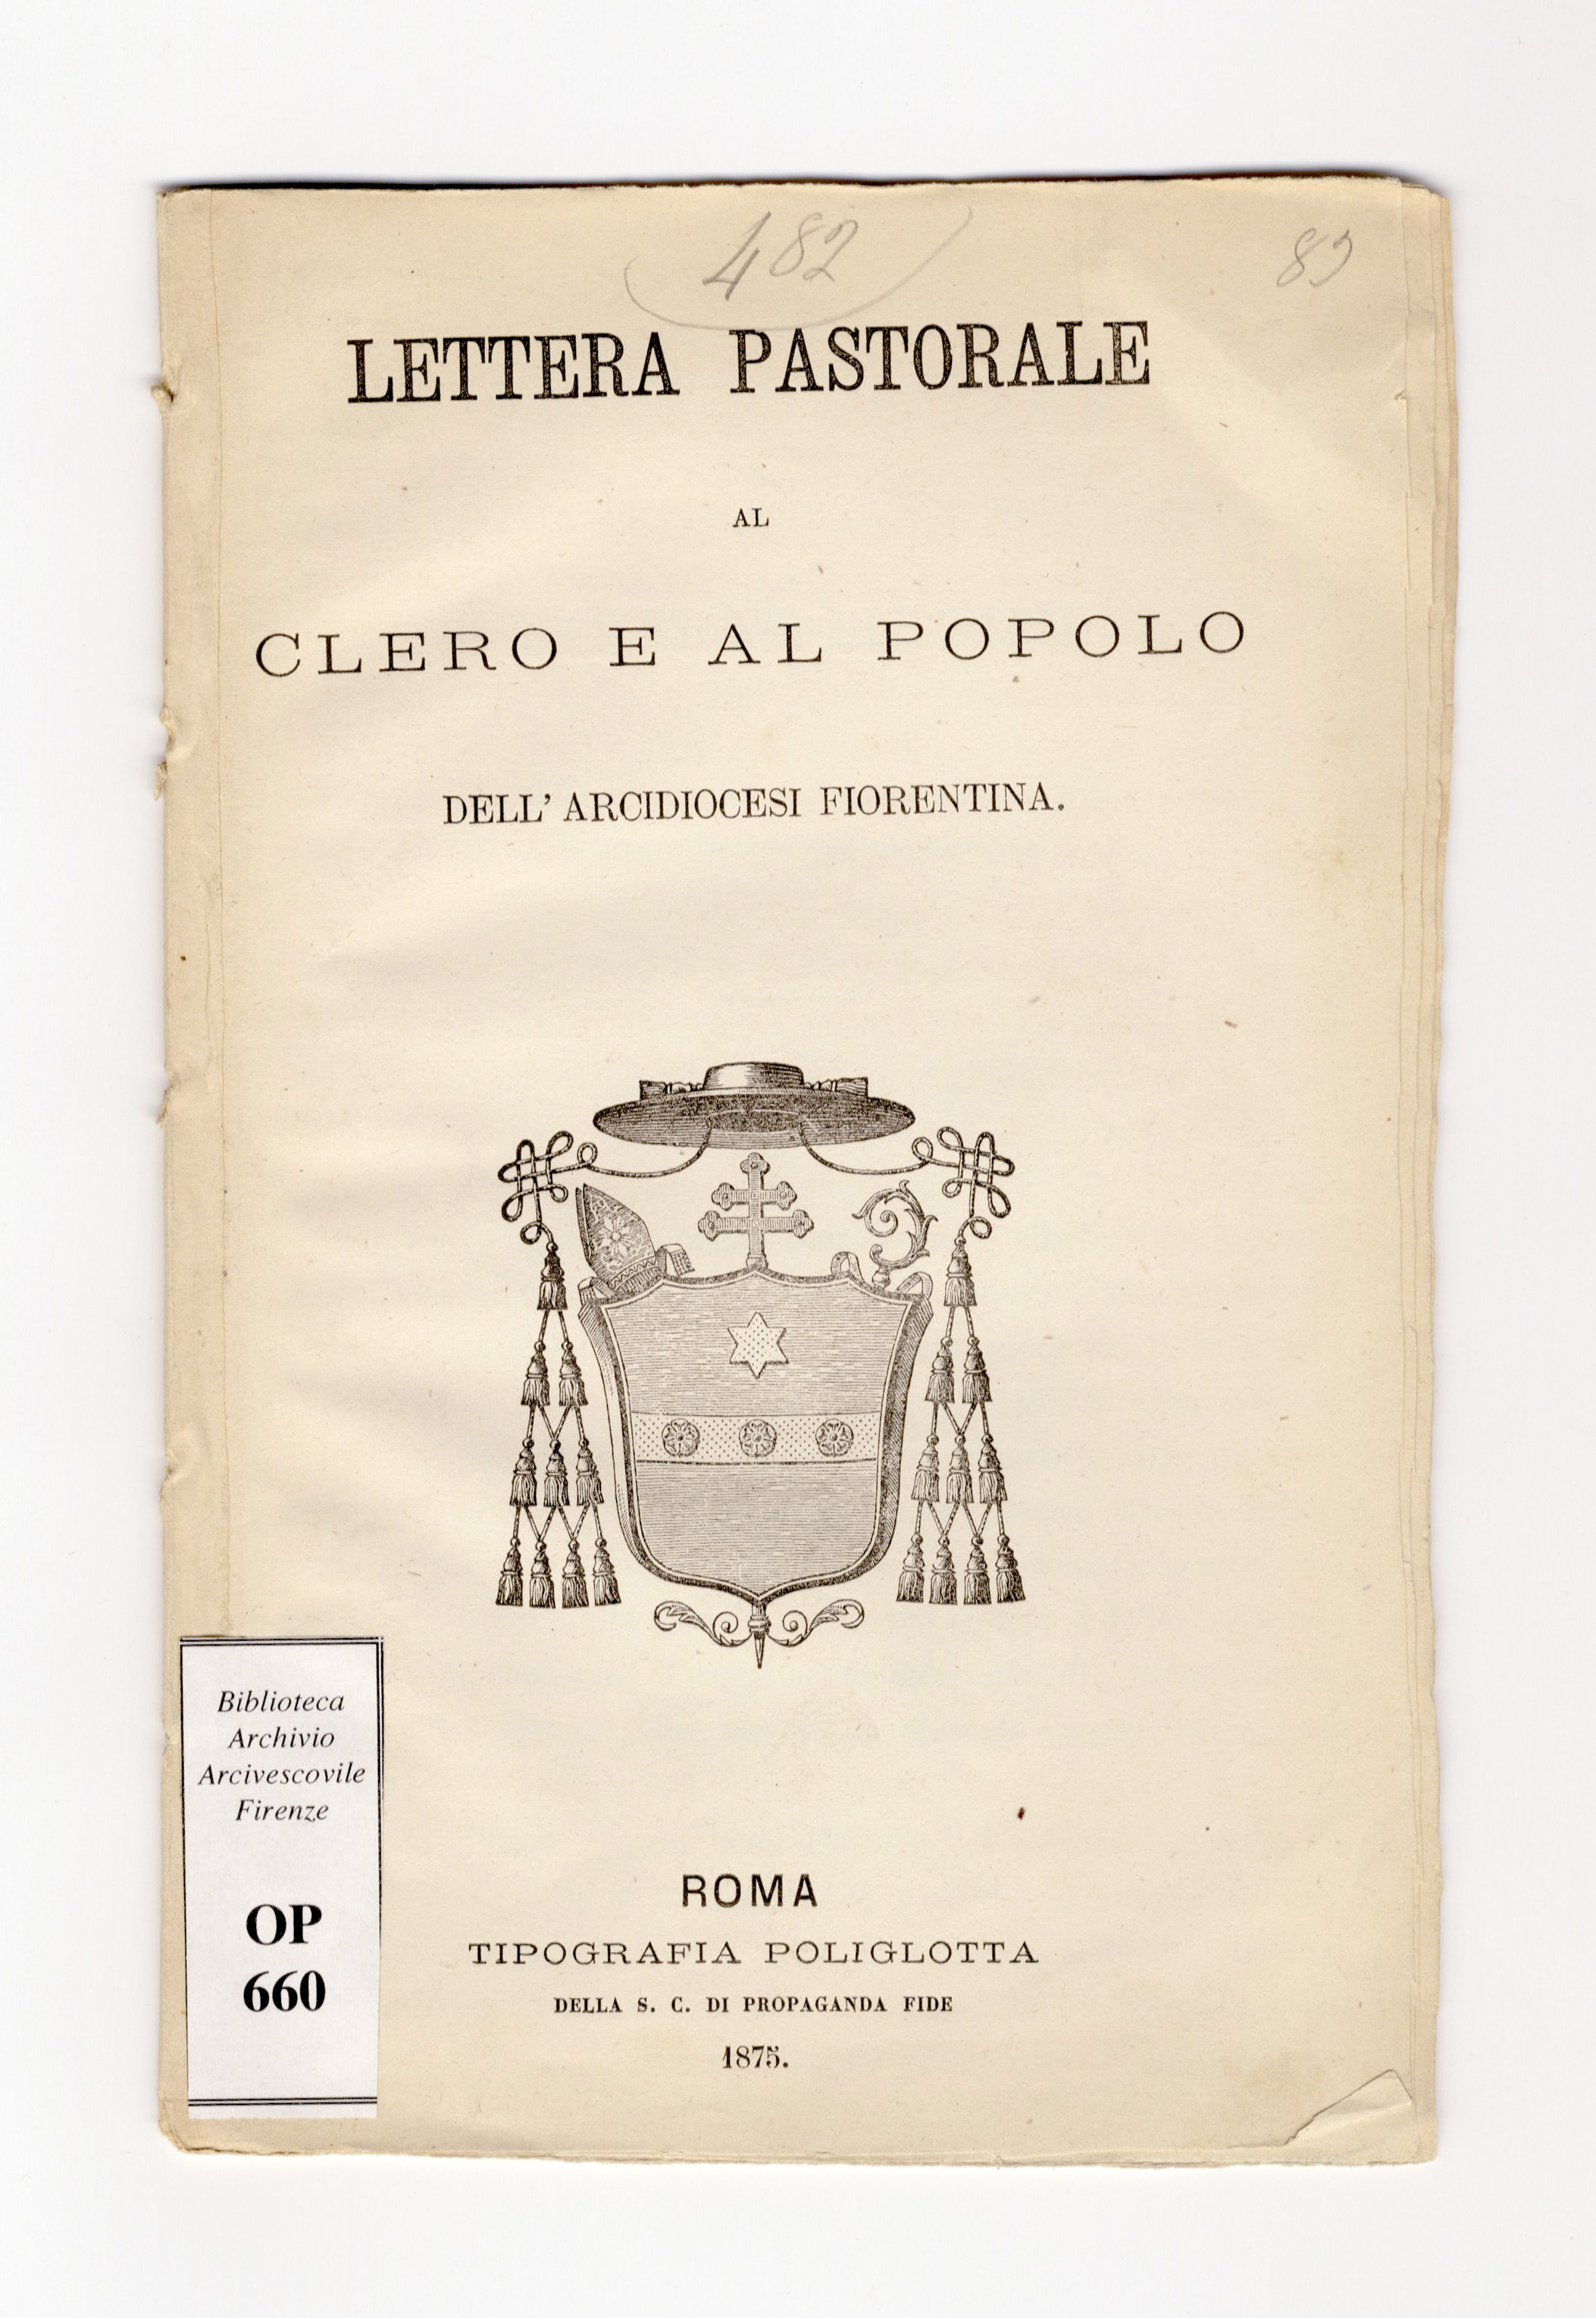 482
LETTERA PASTORALE
AL
CLERO E AL POPOLO
DELL' ARCIDIOCESI FIORENTINA.
Biblioteca
Archivio
Arcivescovile
Firenze
OP
660
ROMA
TIPOGRAFIA POLIGLOTTA
DELLA S. C. DI PROPAGANDA FIDE
1875.